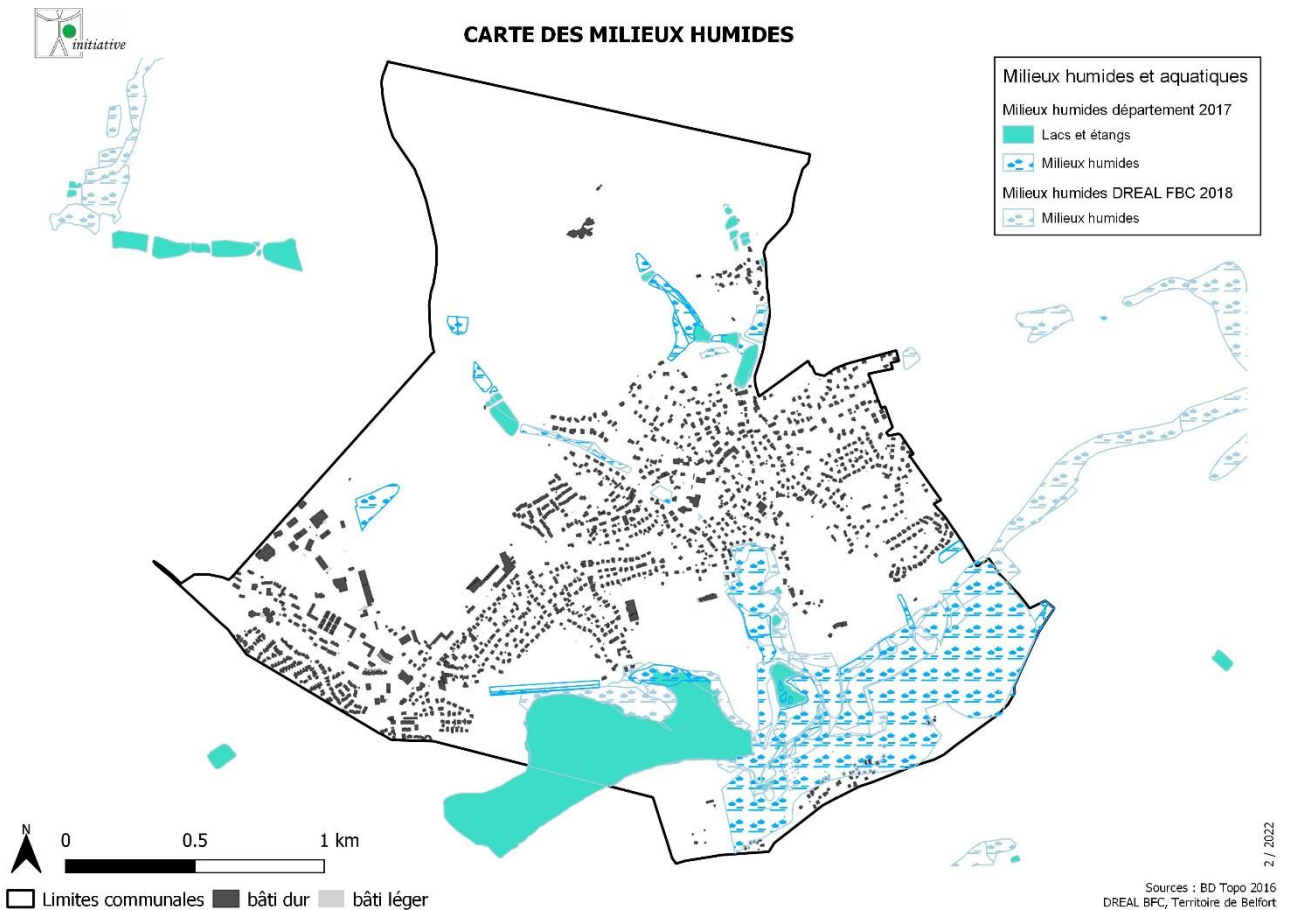 initiative
CARTE DES MILIEUX HUMIDES
Milieux humides et aquatiques
Milieux humides département 2017
Lacs et étangs
Milieux humides
Milieux humides DREAL FBC 2018
Milieux humides
N
0 0.5 1 km
Limites communales bâti dur bâti léger
2 / 2022
Sources : BD Topo 2016
DREAL BFC, Territoire de Belfort